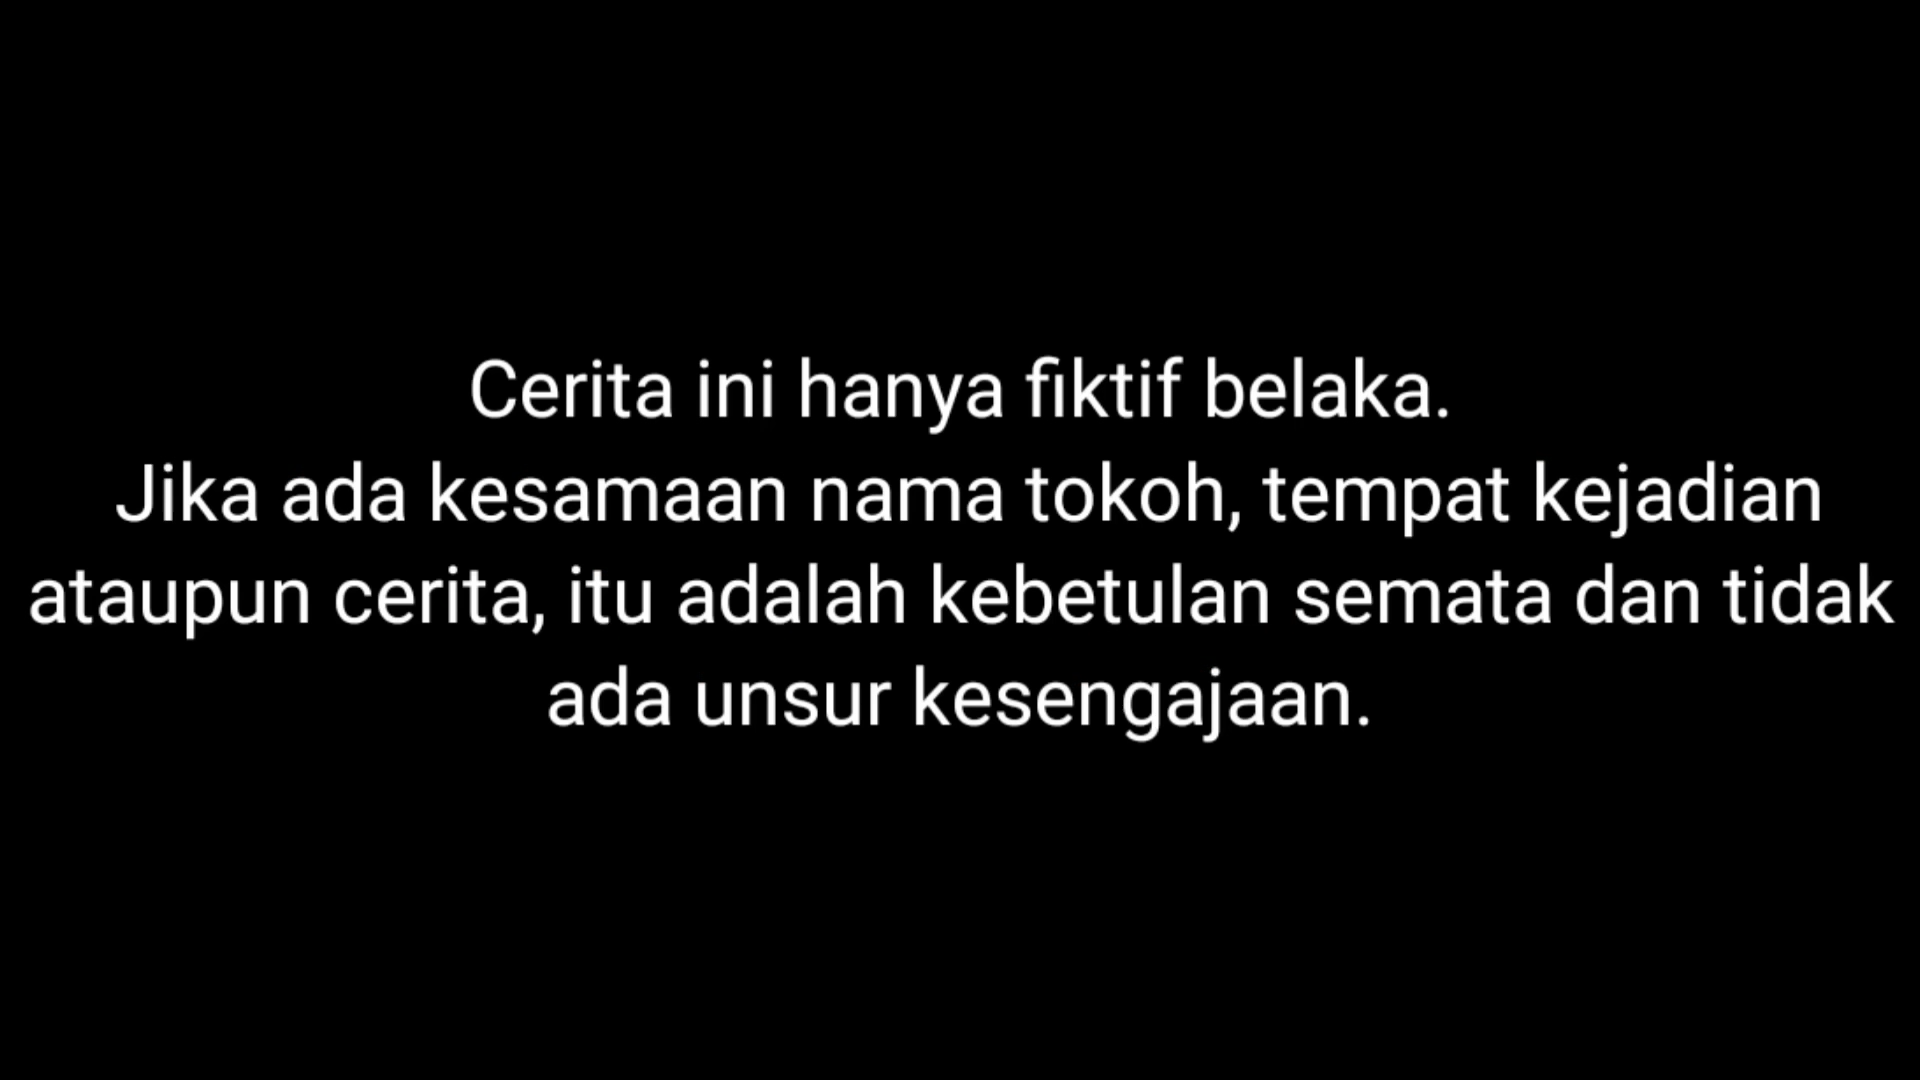 Cerita ini hanya fiktif belaka.
Jika ada kesamaan nama tokoh, tempat kejadian
ataupun cerita, itu adalah kebetulan semata dan tidak
ada unsur kesengajaan.